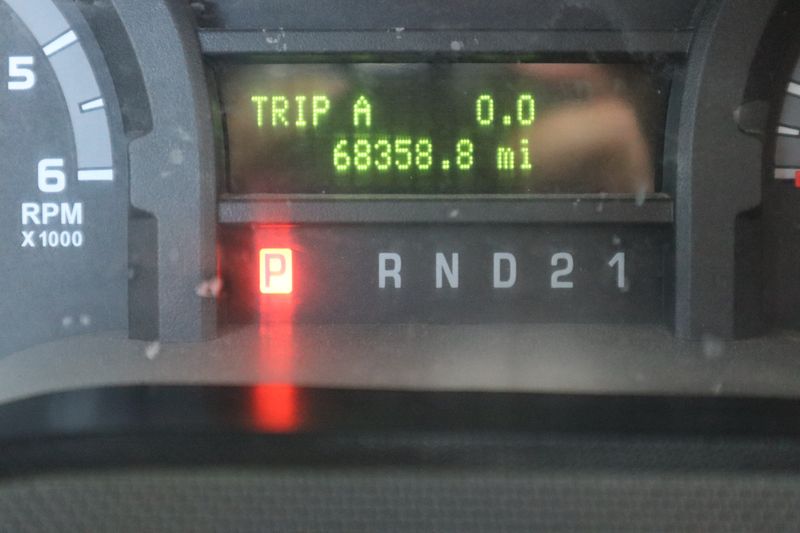 5
6
RPM
X1000
TRIP A 0.0
68358.8 mi
P R N D 2 1